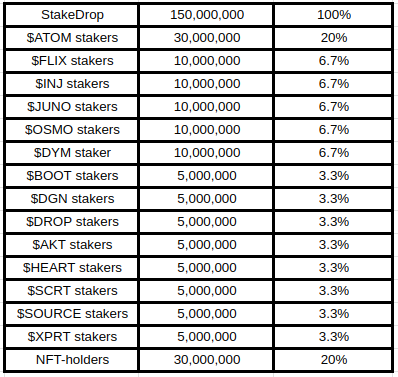 StakeDrop 150,000,000 100%
$ATOM stakers 30,000,000 20%
$FLIX stakers 10,000,000 6.7%
$INJ stakers 10,000,000 6.7%
$JUNO stakers 10,000,000 6.7%
$OSMO stakers 10,000,000 6.7%
$DYM staker 10,000,000 6.7%
$BOOT stakers 5,000,000 3.3%
$DGN stakers 5,000,000 3.3%
$DROP stakers 5,000,000 3.3%
$AKT stakers 5,000,000 3.3%
$HEART stakers 5,000,000 3.3%
$SCRT stakers 5,000,000 3.3%
$SOURCE stakers 5,000,000 3.3%
$XPRT stakers 5,000,000 3.3%
NFT-holders 30,000,000 20%